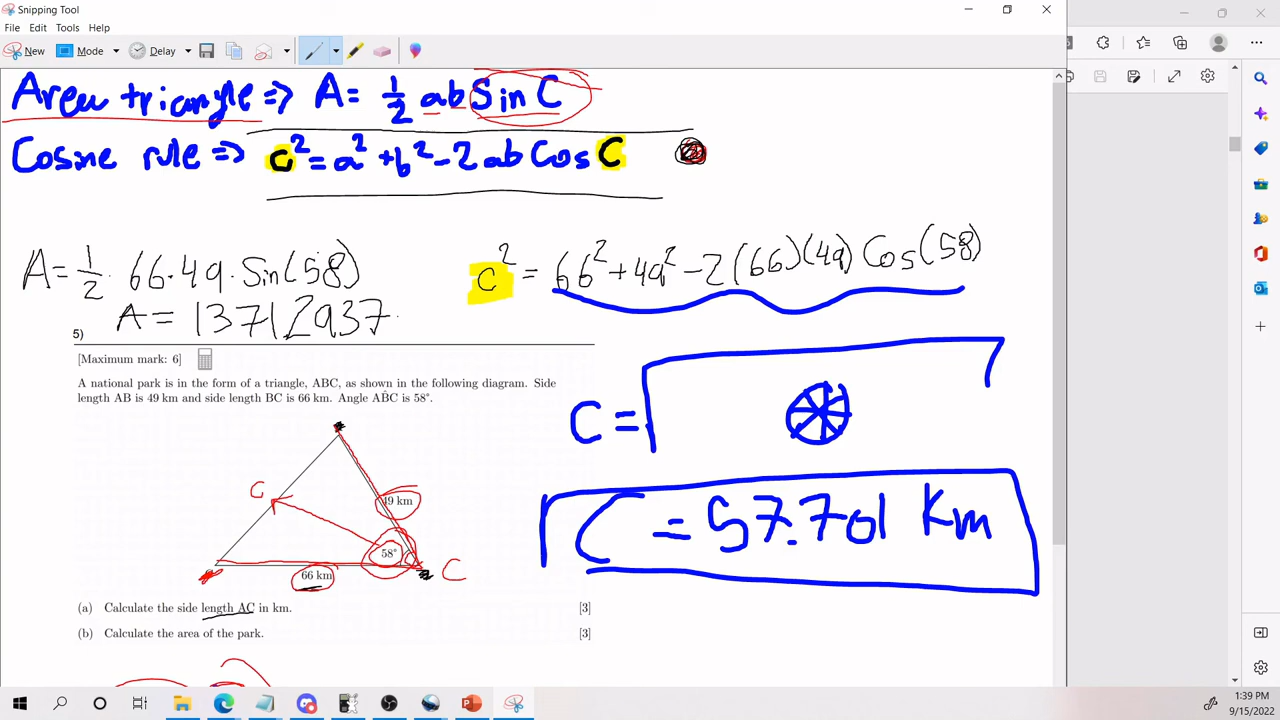 Snipping Tool
File Edit Tools Help
New Mode Delay
Area triangle => A = 1/2 ab Sin C
Cosine rule => c² = a² + b² - 2 ab Cos C
A = 1/2 · 66 · 49 · Sin(58)
c² = 66² + 49² - 2(66)(49) Cos(58)
A = 1371.2937
5)
[Maximum mark: 6]
A national park is in the form of a triangle, ABC, as shown in the following diagram. Side
length AB is 49 km and side length BC is 66 km. Angle AB̂C is 58°.
C =
C
49 km
C = 57.701 Km
58°
C
66 km
(a) Calculate the side length AC in km. [3]
(b) Calculate the area of the park. [3]
1:39 PM
9/15/2022